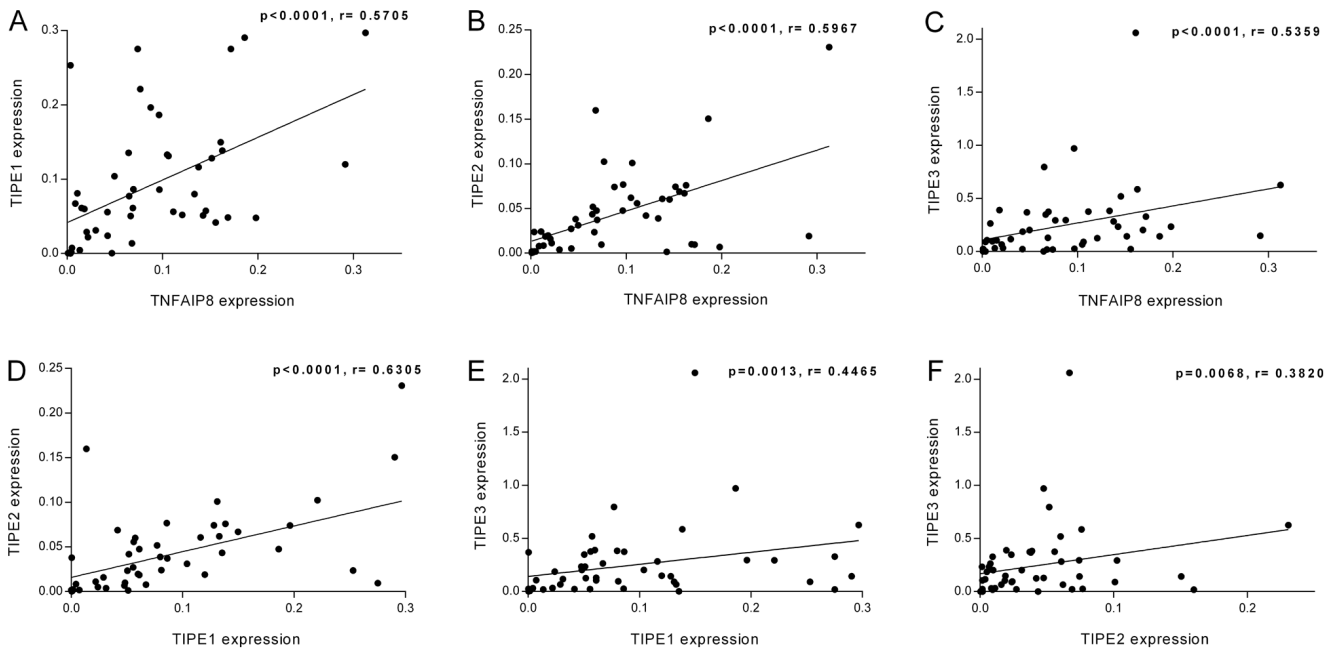 A
p<0.0001, r= 0.5705
TIPE1 expression
0.3
0.2
0.1
0.0
0.0 0.1 0.2 0.3
TNFAIP8 expression
B
p<0.0001, r= 0.5967
TIPE2 expression
0.25
0.20
0.15
0.10
0.05
0.00
0.0 0.1 0.2 0.3
TNFAIP8 expression
C
p<0.0001, r= 0.5359
TIPE3 expression
2.0
1.5
1.0
0.5
0.0
0.0 0.1 0.2 0.3
TNFAIP8 expression
D
p<0.0001, r= 0.6305
TIPE2 expression
0.25
0.20
0.15
0.10
0.05
0.00
0.0 0.1 0.2 0.3
TIPE1 expression
E
p=0.0013, r= 0.4465
TIPE3 expression
2.0
1.5
1.0
0.5
0.0
0.0 0.1 0.2 0.3
TIPE1 expression
F
p=0.0068, r= 0.3820
TIPE3 expression
2.0
1.5
1.0
0.5
0.0
0.0 0.1 0.2
TIPE2 expression